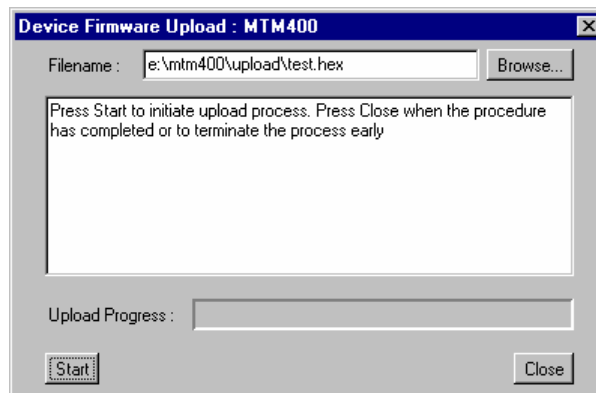 Device Firmware Upload : MTM400
Filename :
e:\mtm400\upload\test.hex
Browse...
Press Start to initiate upload process. Press Close when the procedure
has completed or to terminate the process early
Upload Progress :
Start
Close